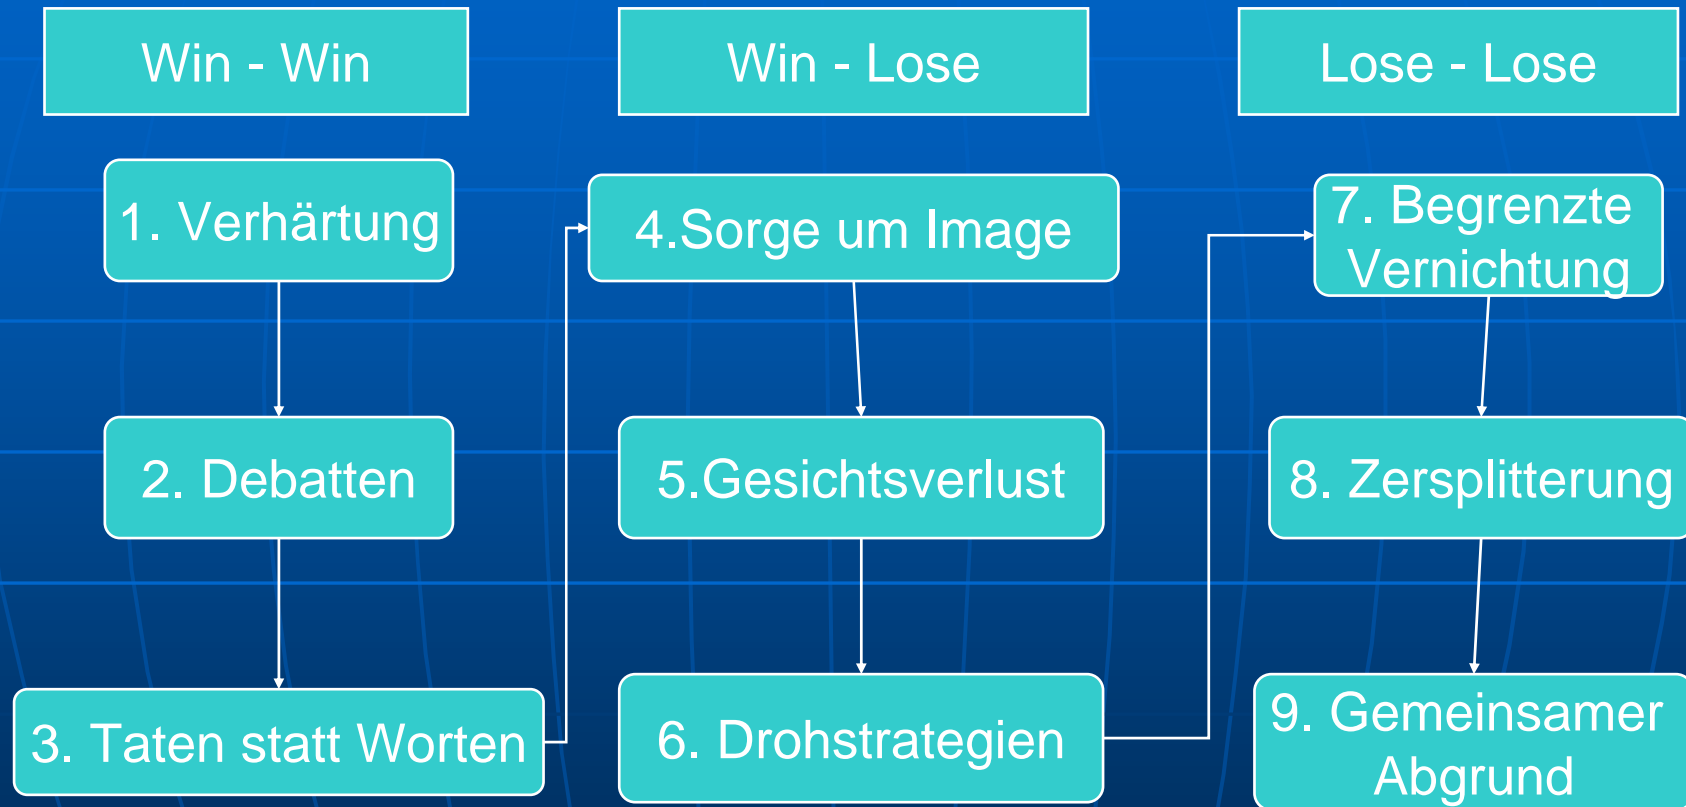 Win - Win
Win - Lose
Lose - Lose
1. Verhärtung
2. Debatten
3. Taten statt Worten
4.Sorge um Image
5.Gesichtsverlust
6. Drohstrategien
7. Begrenzte
Vernichtung
8. Zersplitterung
9. Gemeinsamer
Abgrund